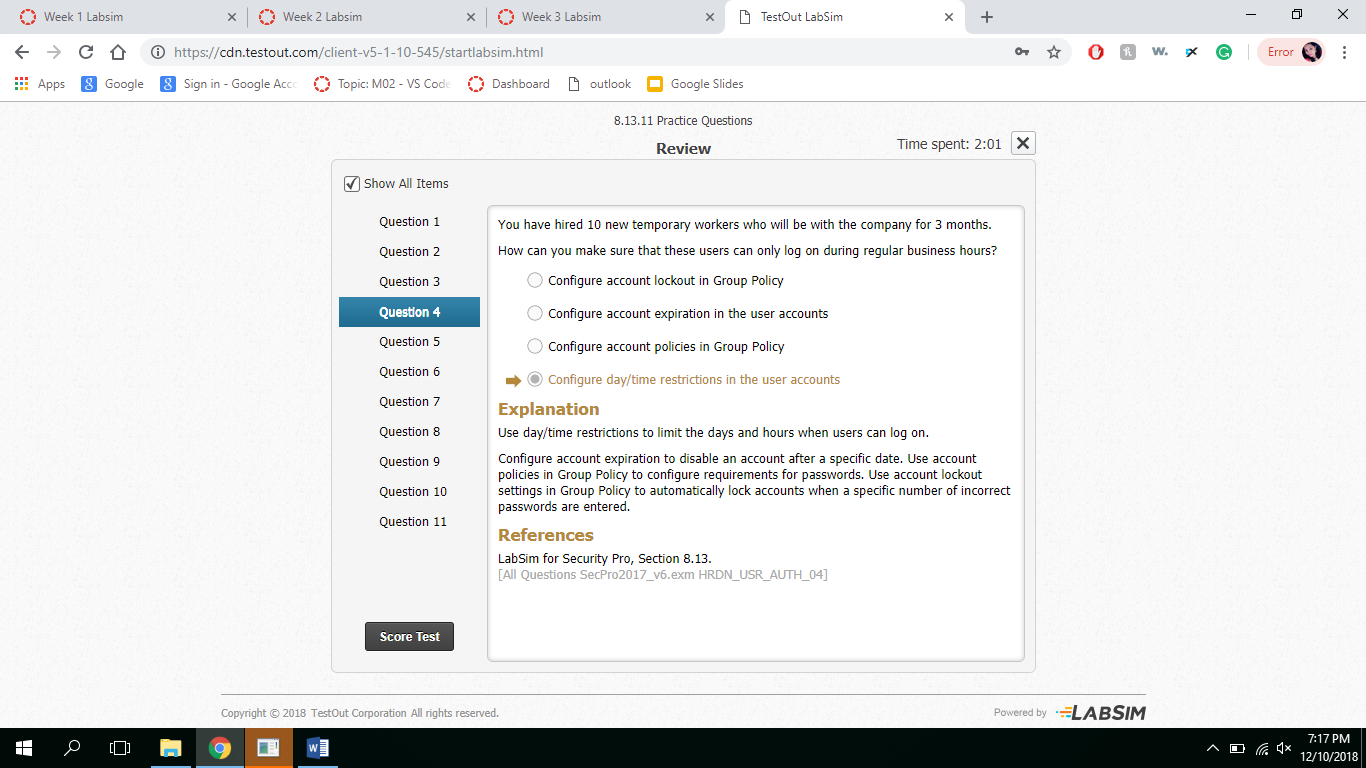 Week 1 Labsim
Week 2 Labsim
Week 3 Labsim
TestOut LabSim
https://cdn.testout.com/client-v5-1-10-545/startlabsim.html
Error
Apps
Google
Sign in - Google Acco
Topic: M02 - VS Code
Dashboard
outlook
Google Slides
8.13.11 Practice Questions
Review
Time spent: 2:01
Show All Items
Question 1
Question 2
Question 3
Question 4
Question 5
Question 6
Question 7
Question 8
Question 9
Question 10
Question 11
Score Test
You have hired 10 new temporary workers who will be with the company for 3 months.
How can you make sure that these users can only log on during regular business hours?
Configure account lockout in Group Policy
Configure account expiration in the user accounts
Configure account policies in Group Policy
Configure day/time restrictions in the user accounts
Explanation
Use day/time restrictions to limit the days and hours when users can log on.
Configure account expiration to disable an account after a specific date. Use account
policies in Group Policy to configure requirements for passwords. Use account lockout
settings in Group Policy to automatically lock accounts when a specific number of incorrect
passwords are entered.
References
LabSim for Security Pro, Section 8.13.
[All Questions SecPro2017_v6.exm HRDN_USR_AUTH_04]
Copyright © 2018 TestOut Corporation All rights reserved.
Powered by LABSIM
7:17 PM
12/10/2018